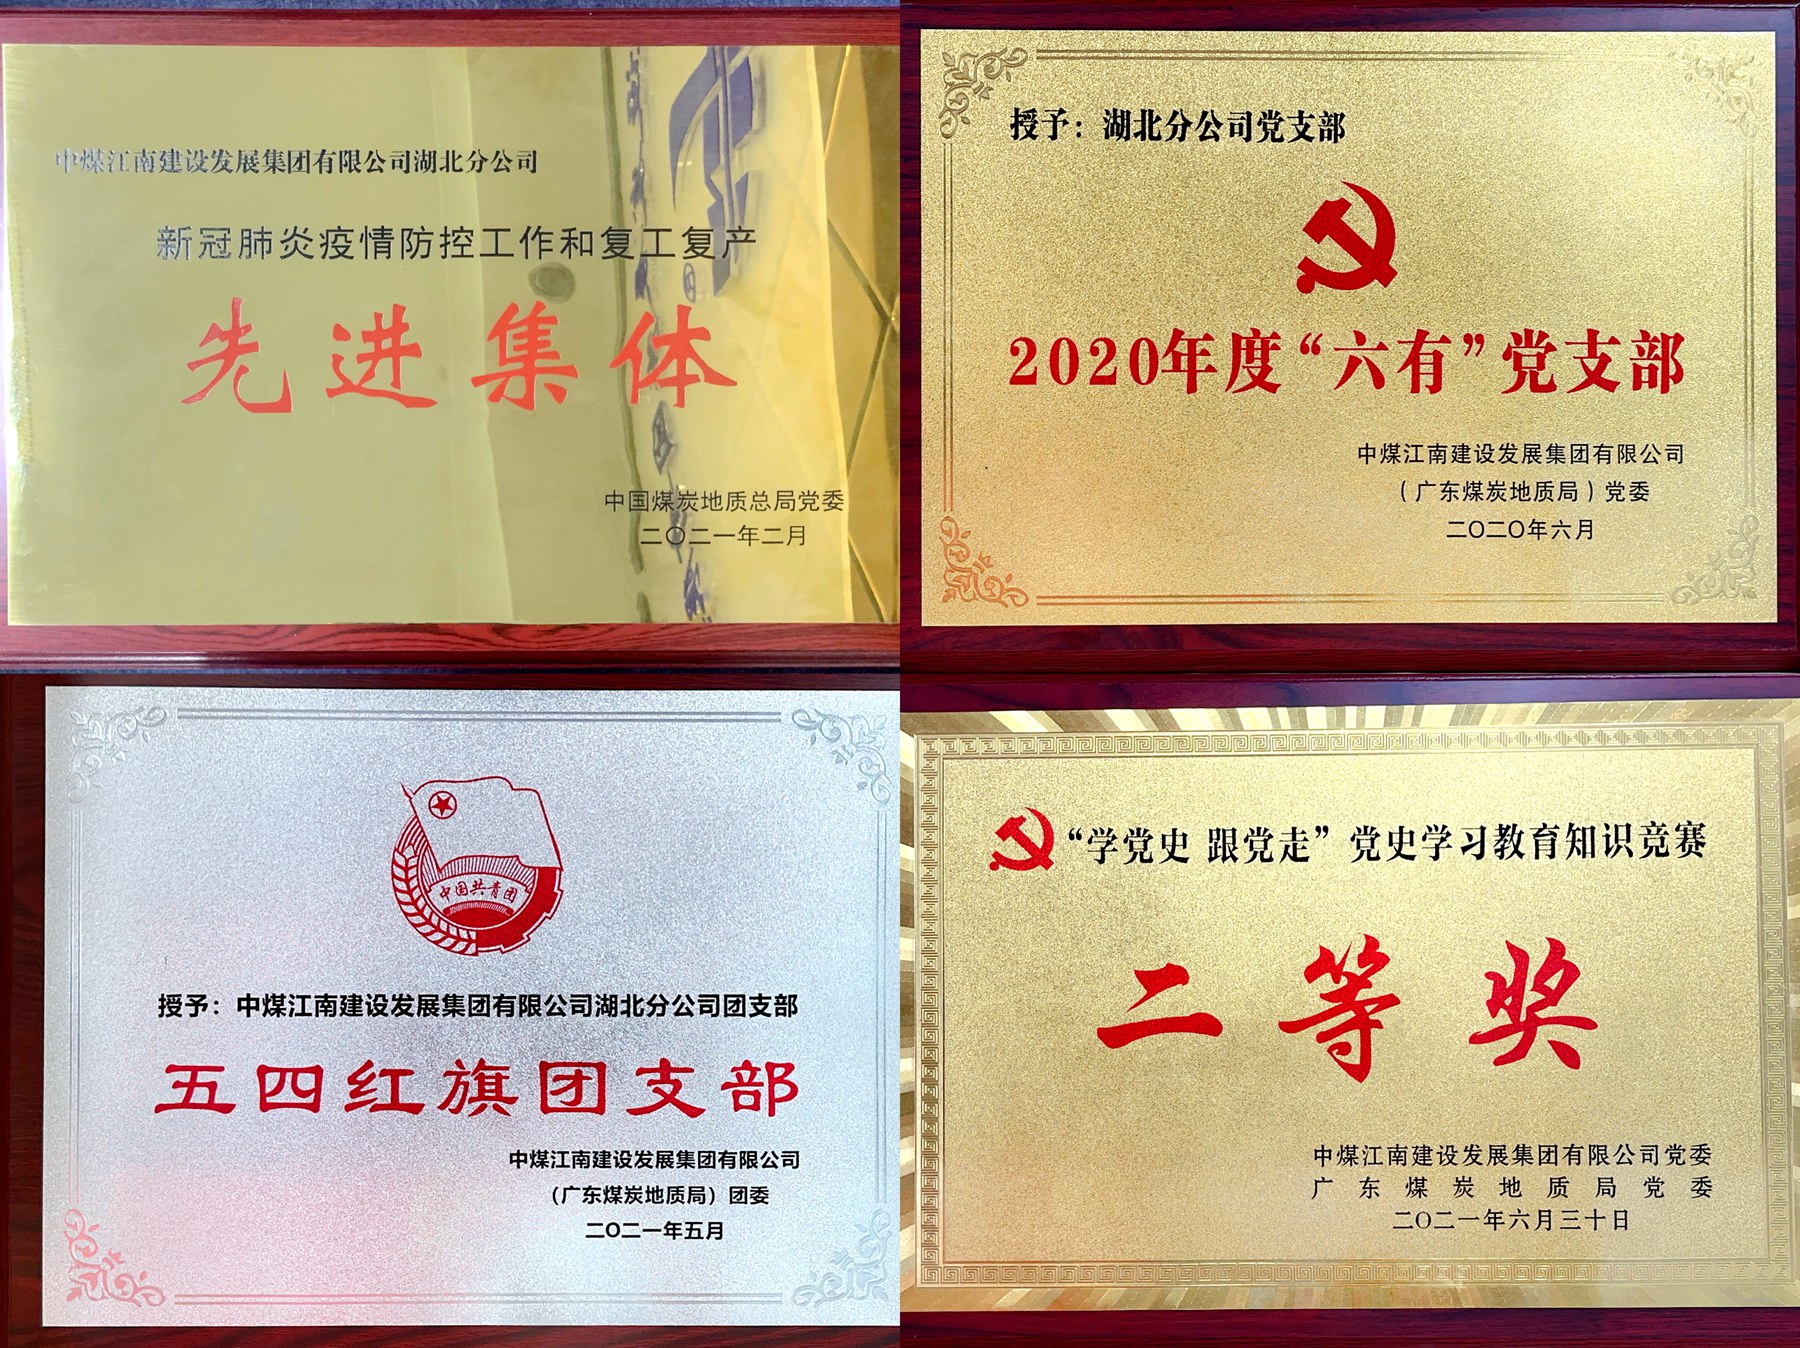 中煤江南建设发展集团有限公司湖北分公司
新冠肺炎疫情防控工作和复工复产
先进集体
中国煤炭地质总局党委
二〇二一年二月
授予：湖北分公司党支部
2020年度“六有”党支部
中煤江南建设发展集团有限公司
（广东煤炭地质局）党委
二〇二〇年六月
中国共青团
授予：中煤江南建设发展集团有限公司湖北分公司团支部
五四红旗团支部
中煤江南建设发展集团有限公司
（广东煤炭地质局）团委
二〇二一年五月
“学党史 跟党走”党史学习教育知识竞赛
二等奖
中煤江南建设发展集团有限公司党委
广东煤炭地质局党委
二〇二一年六月三十日